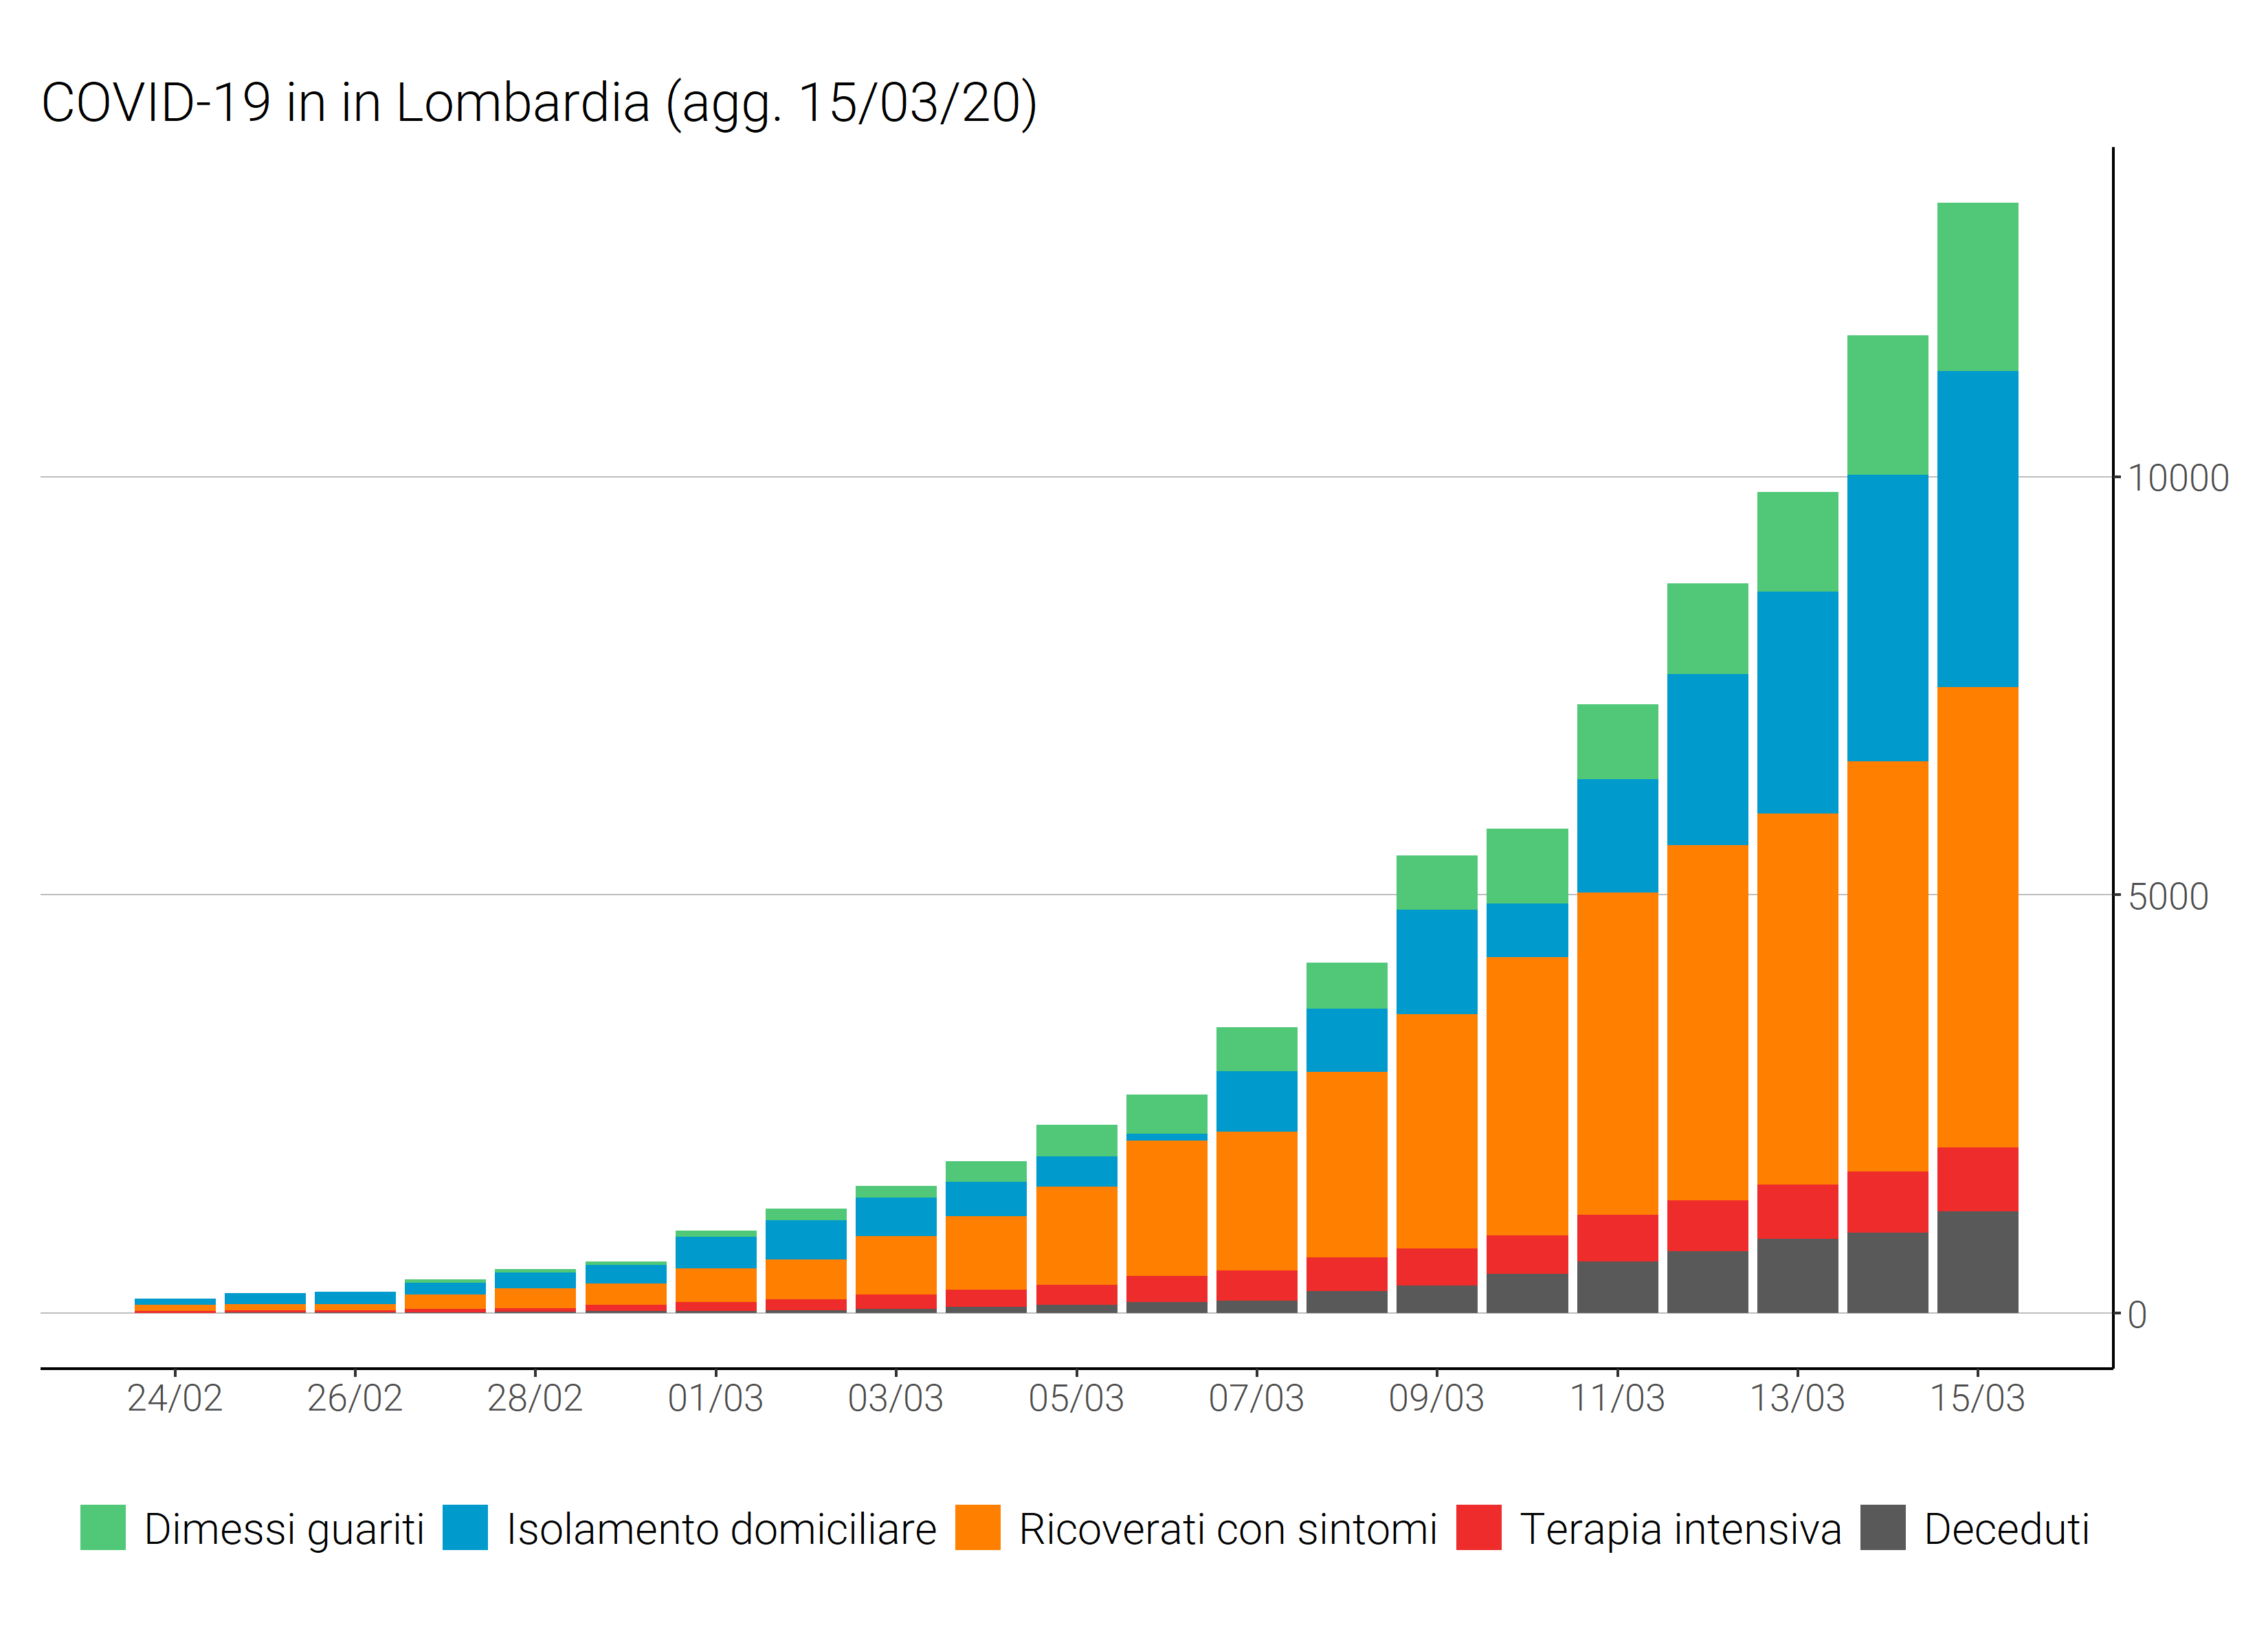 COVID-19 in in Lombardia (agg. 15/03/20)
10000
5000
0
24/02 26/02 28/02 01/03 03/03 05/03 07/03 09/03 11/03 13/03 15/03
Dimessi guariti Isolamento domiciliare Ricoverati con sintomi Terapia intensiva Deceduti